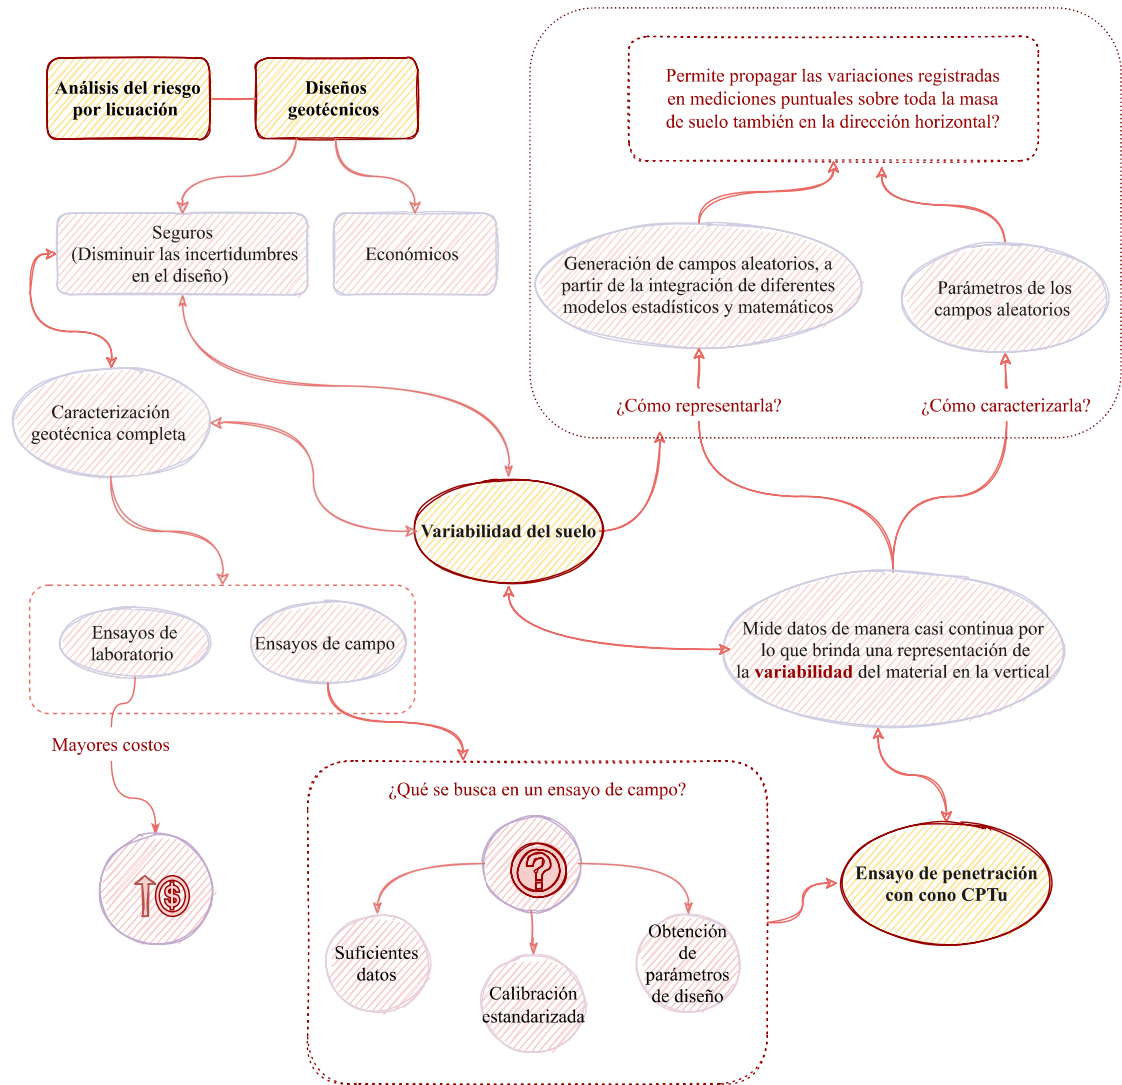 Análisis del riesgo
por licuación
Diseños
geotécnicos
Permite propagar las variaciones registradas
en mediciones puntuales sobre toda la masa
de suelo también en la dirección horizontal?
Seguros
(Disminuir las incertidumbres
en el diseño)
Económicos
Generación de campos aleatorios, a
partir de la integración de diferentes
modelos estadísticos y matemáticos
Parámetros de los
campos aleatorios
¿Cómo representarla?
¿Cómo caracterizarla?
Caracterización
geotécnica completa
Variabilidad del suelo
Ensayos de
laboratorio
Ensayos de campo
Mide datos de manera casi continua por
lo que brinda una representación de
la variabilidad del material en la vertical
Mayores costos
¿Qué se busca en un ensayo de campo?
?
$
Ensayo de penetración
con cono CPTu
Suficientes
datos
Calibración
estandarizada
Obtención
de
parámetros
de diseño